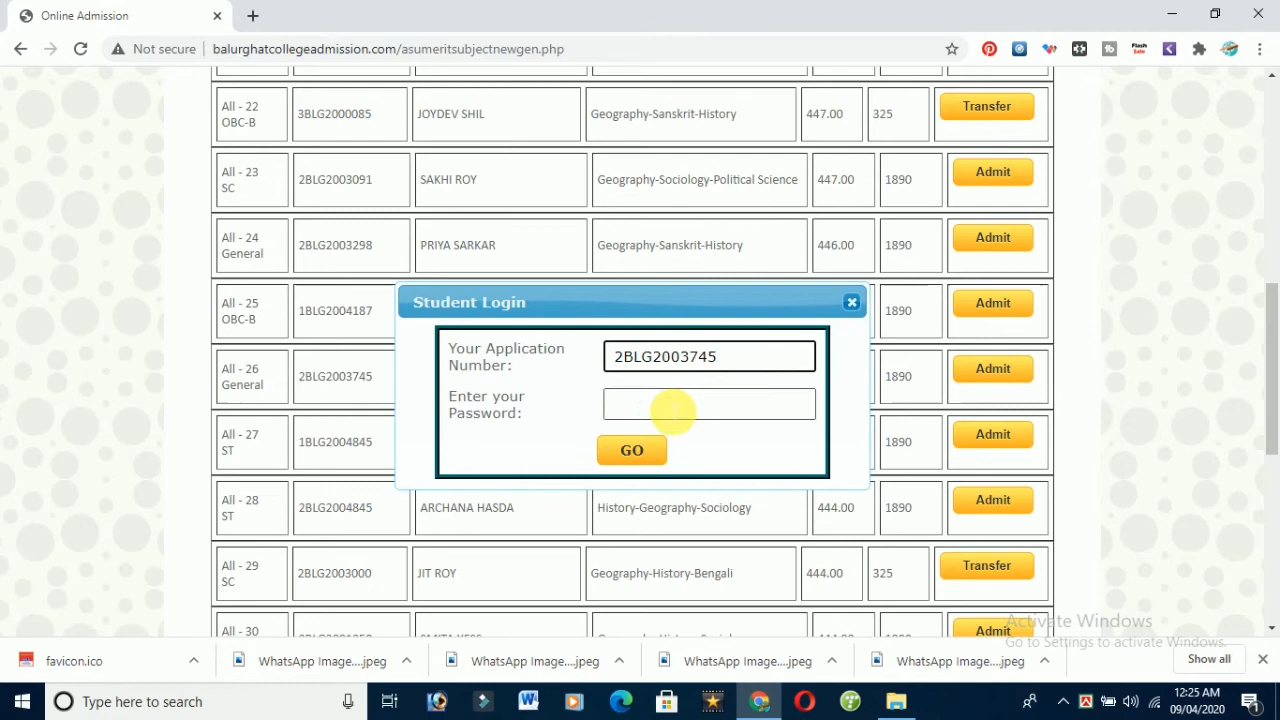 Online Admission
Not secure
balurghatcollegeadmission.com/asumeritsubjectnewgen.php
Flash
Sale
All - 22
OBC-B
3BLG2000085
JOYDEV SHIL
Geography-Sanskrit-History
447.00
325
Transfer
All - 23
SC
2BLG2003091
SAKHI ROY
Geography-Sociology-Political Science
447.00
1890
Admit
All - 24
General
2BLG2003298
PRIYA SARKAR
Geography-Sanskrit-History
446.00
1890
Admit
Student Login
Your Application
Number:
2BLG2003745
Enter your
Password:
GO
All - 25
OBC-B
1BLG2004187
1890
Admit
All - 26
General
2BLG2003745
1890
Admit
All - 27
ST
1BLG2004845
1890
Admit
All - 28
ST
2BLG2004845
ARCHANA HASDA
History-Geography-Sociology
444.00
1890
Admit
All - 29
SC
2BLG2003000
JIT ROY
Geography-History-Bengali
444.00
325
Transfer
All - 30
Admit
Activate Windows
Go to Settings to activate Windows.
favicon.ico
WhatsApp Image....jpeg
WhatsApp Image....jpeg
WhatsApp Image....jpeg
WhatsApp Image....jpeg
Show all
Type here to search
12:25 AM
09/04/2020